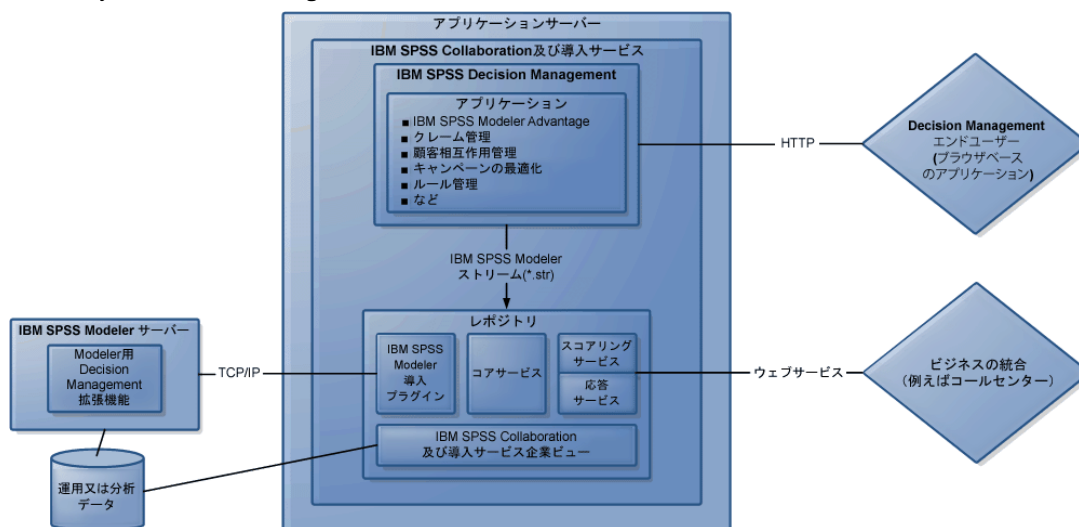 アプリケーションサーバー
IBM SPSS Collaboration及び導入サービス
IBM SPSS Decision Management
アプリケーション
■ IBM SPSS Modeler Advantage
■ クレーム管理
■ 顧客相互作用管理
■ キャンペーンの最適化
■ ルール管理
■ など
HTTP
Decision Management
エンドユーザー
(ブラウザベース
のアプリケーション)
IBM SPSS Modeler
ストリーム(*.str)
レポジトリ
IBM SPSS
Modeler
導入
プラグイン
コアサービス
スコアリング
サービス
応答
サービス
IBM SPSS Collaboration
及び導入サービス企業ビュー
IBM SPSS Modeler サーバー
Modeler用
Decision
Management
拡張機能
TCP/IP
運用又は分析
データ
ウェブサービス
ビジネスの統合
(例えばコールセンター)